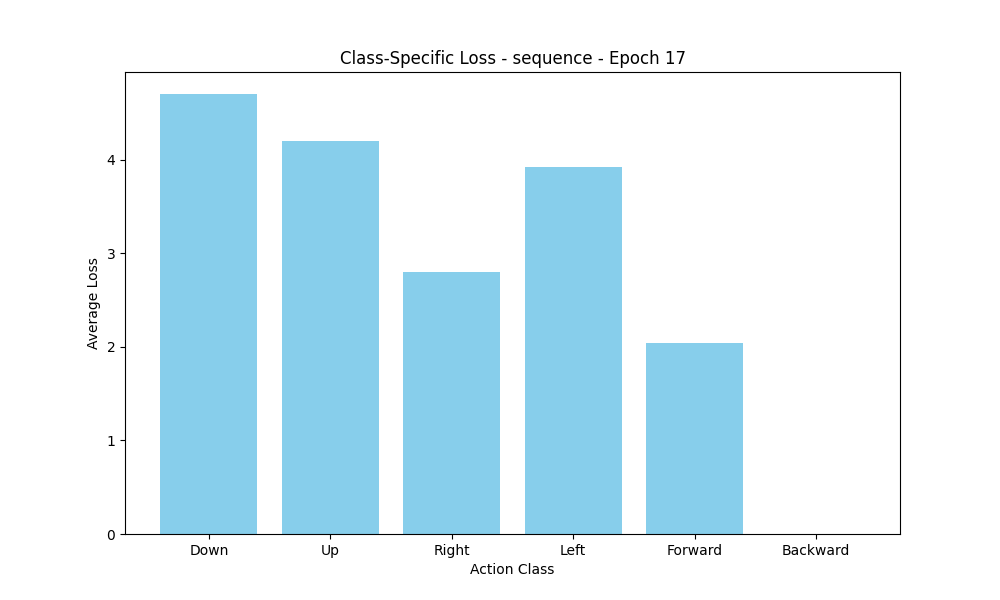 Class-Specific Loss - sequence - Epoch 17
Average Loss
4
3
2
1
0
Down Up Right Left Forward Backward
Action Class